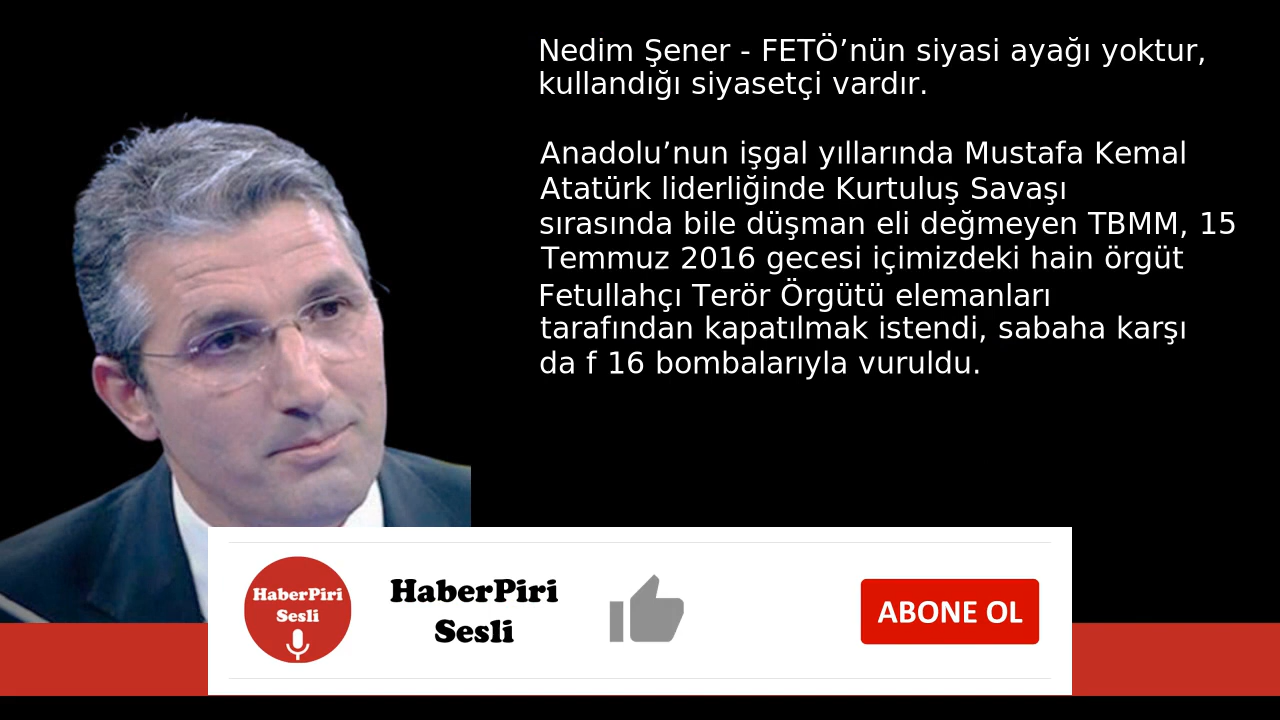 Nedim Şener - FETÖ’nün siyasi ayağı yoktur,
kullandığı siyasetçi vardır.
Anadolu’nun işgal yıllarında Mustafa Kemal
Atatürk liderliğinde Kurtuluş Savaşı
sırasında bile düşman eli değmeyen TBMM, 15
Temmuz 2016 gecesi içimizdeki hain örgüt
Fetullahçı Terör Örgütü elemanları
tarafından kapatılmak istendi, sabaha karşı
da f 16 bombalarıyla vuruldu.
HaberPiri
Sesli
HaberPiri
Sesli
ABONE OL